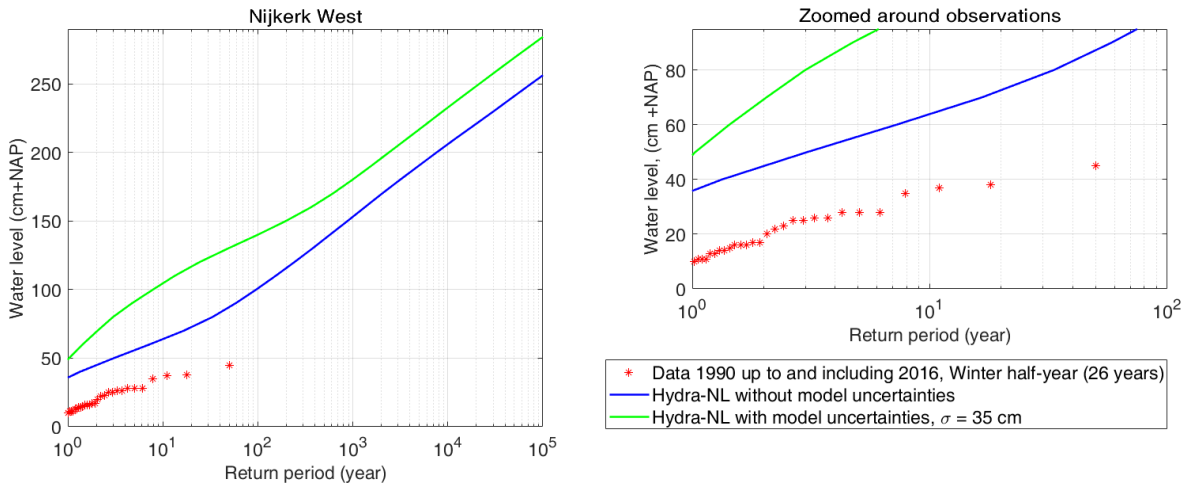 Nijkerk West
Water level (cm+NAP)
250
200
150
100
50
0
10^0
10^1
10^2
10^3
10^4
10^5
Return period (year)
Zoomed around observations
Water level, (cm +NAP)
80
60
40
20
0
10^0
10^1
10^2
Return period (year)
Data 1990 up to and including 2016, Winter half-year (26 years)
Hydra-NL without model uncertainties
Hydra-NL with model uncertainties, σ = 35 cm